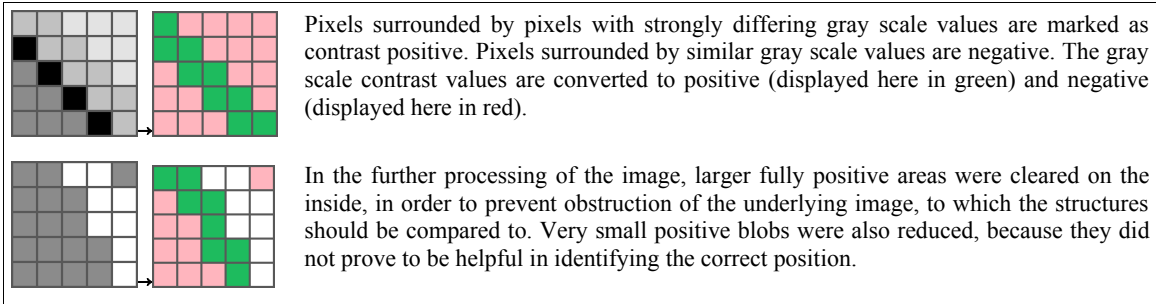 Pixels surrounded by pixels with strongly differing gray scale values are marked as
contrast positive. Pixels surrounded by similar gray scale values are negative. The gray
scale contrast values are converted to positive (displayed here in green) and negative
(displayed here in red).
In the further processing of the image, larger fully positive areas were cleared on the
inside, in order to prevent obstruction of the underlying image, to which the structures
should be compared to. Very small positive blobs were also reduced, because they did
not prove to be helpful in identifying the correct position.